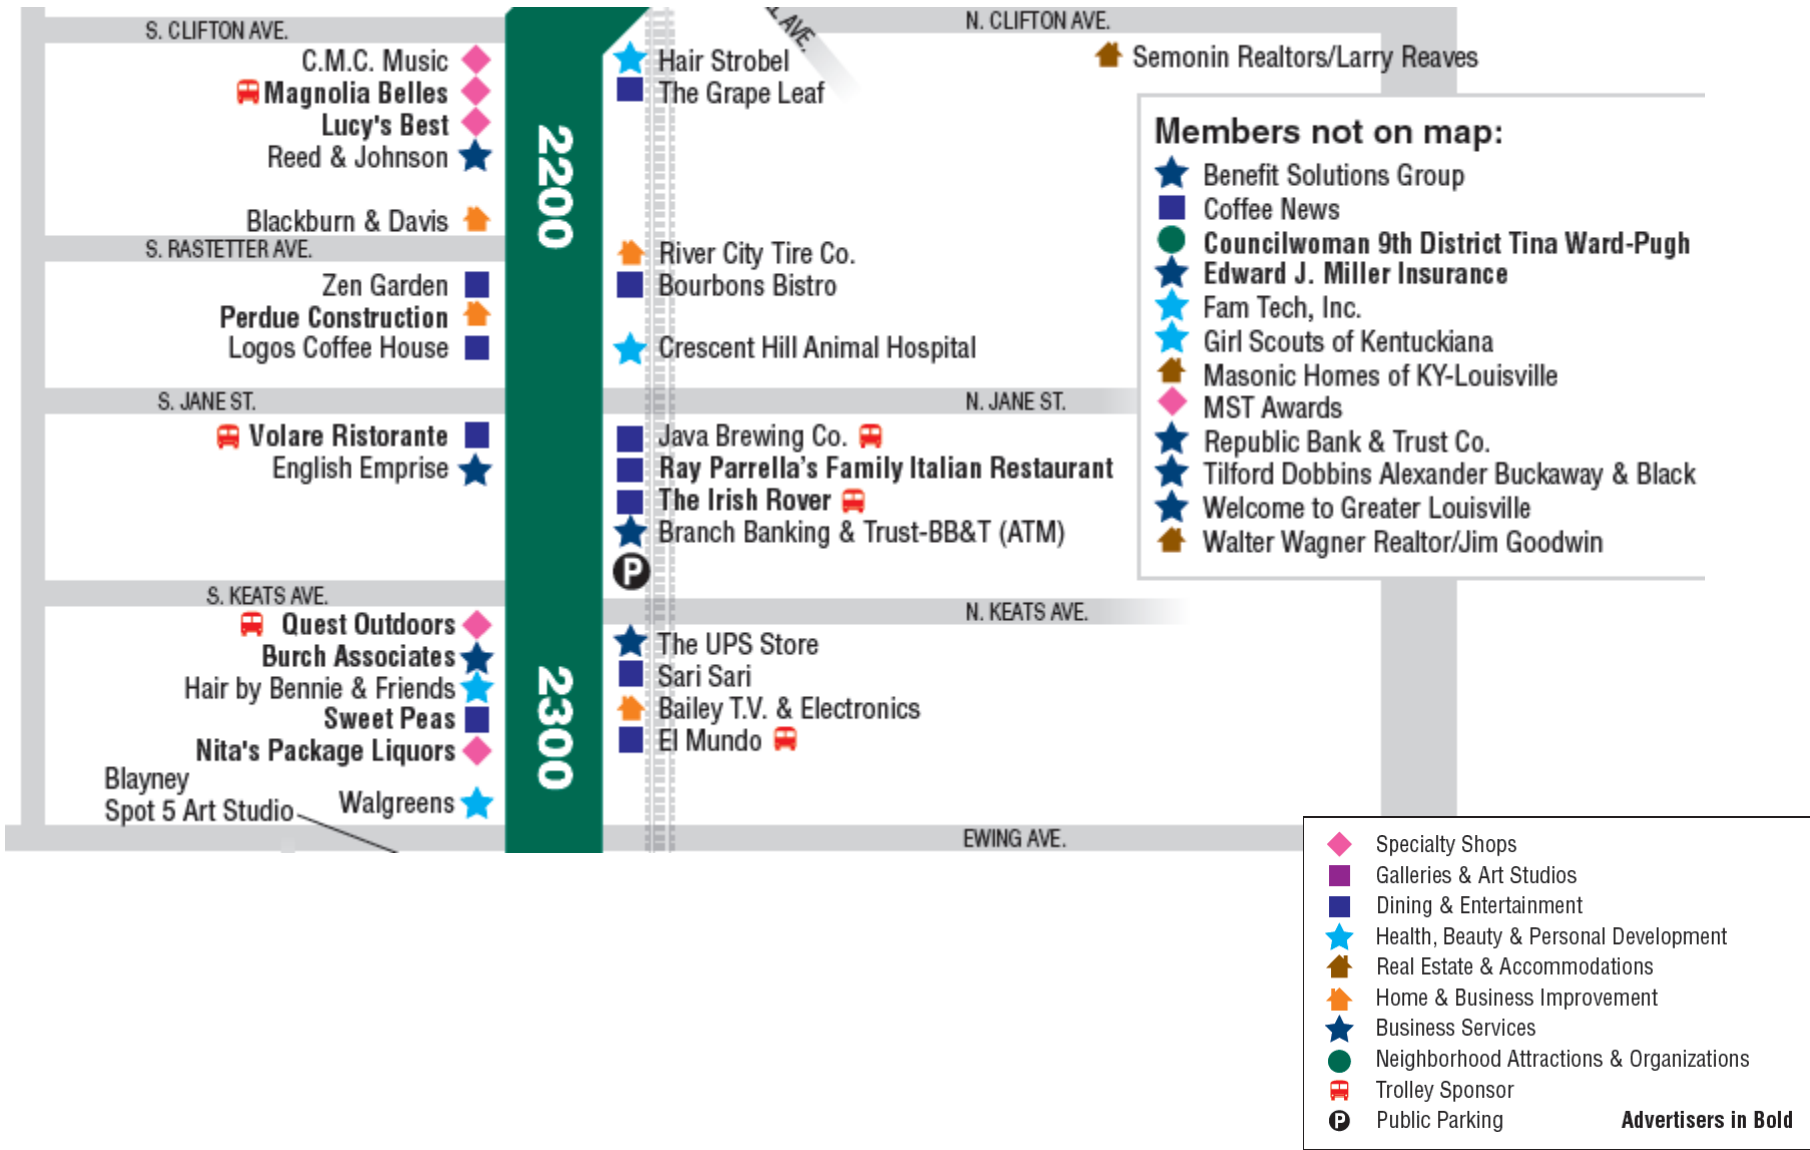 S. CLIFTON AVE.
C.M.C. Music
Magnolia Belles
Lucy's Best
Reed & Johnson
Blackburn & Davis
S. RASTETTER AVE.
Zen Garden
Perdue Construction
Logos Coffee House
S. JANE ST.
Volare Ristorante
English Emprise
S. KEATS AVE.
Quest Outdoors
Burch Associates
Hair by Bennie & Friends
Sweet Peas
Nita's Package Liquors
Blayney
Spot 5 Art Studio
Walgreens
2200
2300
AVE.
N. CLIFTON AVE.
Hair Strobel
The Grape Leaf
River City Tire Co.
Bourbons Bistro
Crescent Hill Animal Hospital
N. JANE ST.
Java Brewing Co.
Ray Parrella’s Family Italian Restaurant
The Irish Rover
Branch Banking & Trust-BB&T (ATM)
P
N. KEATS AVE.
The UPS Store
Sari Sari
Bailey T.V. & Electronics
El Mundo
EWING AVE.
Semonin Realtors/Larry Reaves
Members not on map:
Benefit Solutions Group
Coffee News
Councilwoman 9th District Tina Ward-Pugh
Edward J. Miller Insurance
Fam Tech, Inc.
Girl Scouts of Kentuckiana
Masonic Homes of KY-Louisville
MST Awards
Republic Bank & Trust Co.
Tilford Dobbins Alexander Buckaway & Black
Welcome to Greater Louisville
Walter Wagner Realtor/Jim Goodwin
Specialty Shops
Galleries & Art Studios
Dining & Entertainment
Health, Beauty & Personal Development
Real Estate & Accommodations
Home & Business Improvement
Business Services
Neighborhood Attractions & Organizations
Trolley Sponsor
P Public Parking
Advertisers in Bold